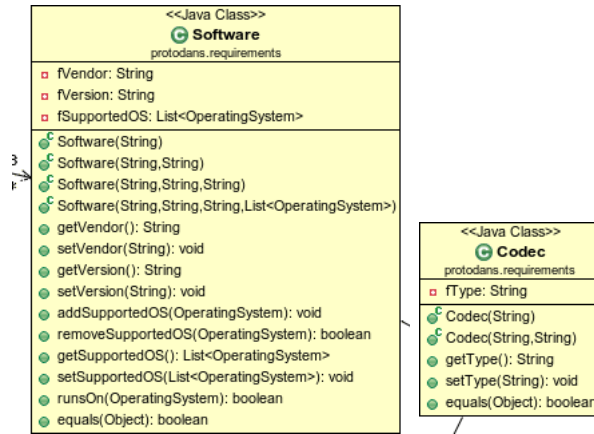 <<Java Class>>
Software
protodans.requirements
fVendor: String
fVersion: String
fSupportedOS: List<OperatingSystem>
Software(String)
Software(String,String)
Software(String,String,String)
Software(String,String,String,List<OperatingSystem>)
getVendor(): String
setVendor(String): void
getVersion(): String
setVersion(String): void
addSupportedOS(OperatingSystem): void
removeSupportedOS(OperatingSystem): boolean
getSupportedOS(): List<OperatingSystem>
setSupportedOS(List<OperatingSystem>): void
runsOn(OperatingSystem): boolean
equals(Object): boolean
<<Java Class>>
Codec
protodans.requirements
fType: String
Codec(String)
Codec(String,String)
getType(): String
setType(String): void
equals(Object): boolean